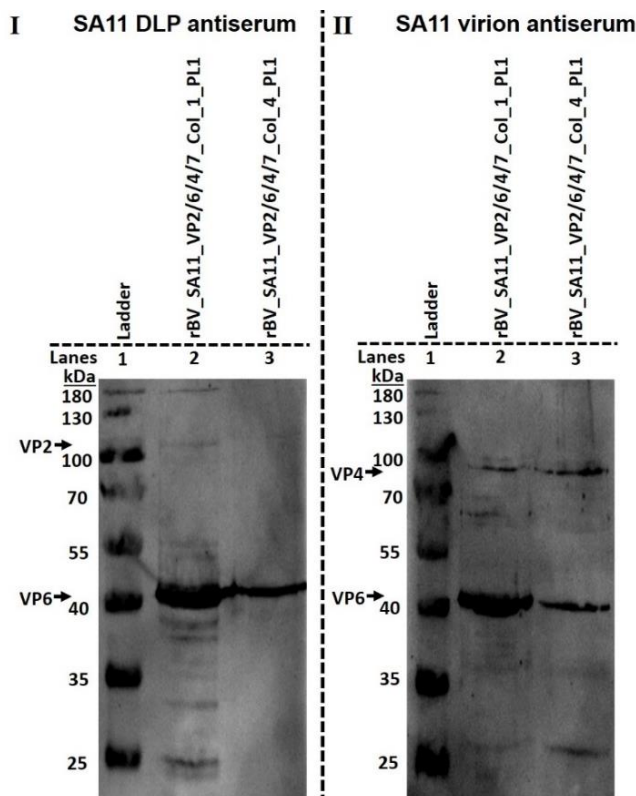 I SA11 DLP antiserum
Ladder
rBV_SA11_VP2/6/4/7_Col_1_PL1
rBV_SA11_VP2/6/4/7_Col_4_PL1
Lanes 1 2 3
kDa
180
130
VP2
100
70
55
VP6
40
35
25
II SA11 virion antiserum
Ladder
rBV_SA11_VP2/6/4/7_Col_1_PL1
rBV_SA11_VP2/6/4/7_Col_4_PL1
Lanes 1 2 3
kDa
180
130
100
VP4
70
55
VP6
40
35
25